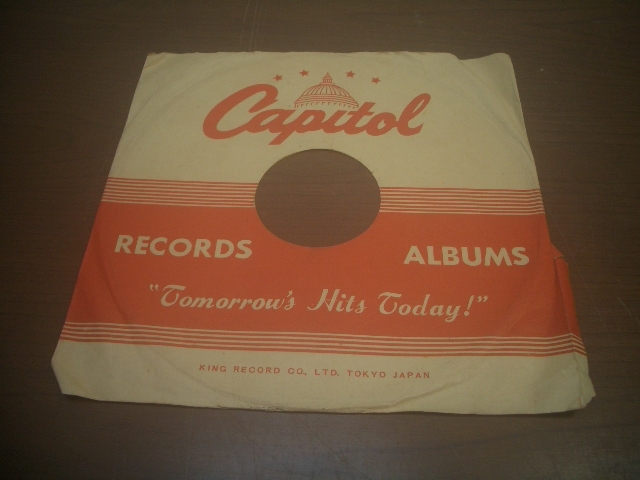 Capitol
RECORDS ALBUMS
"Tomorrow's Hits Today!"
KING RECORD CO., LTD. TOKYO JAPAN